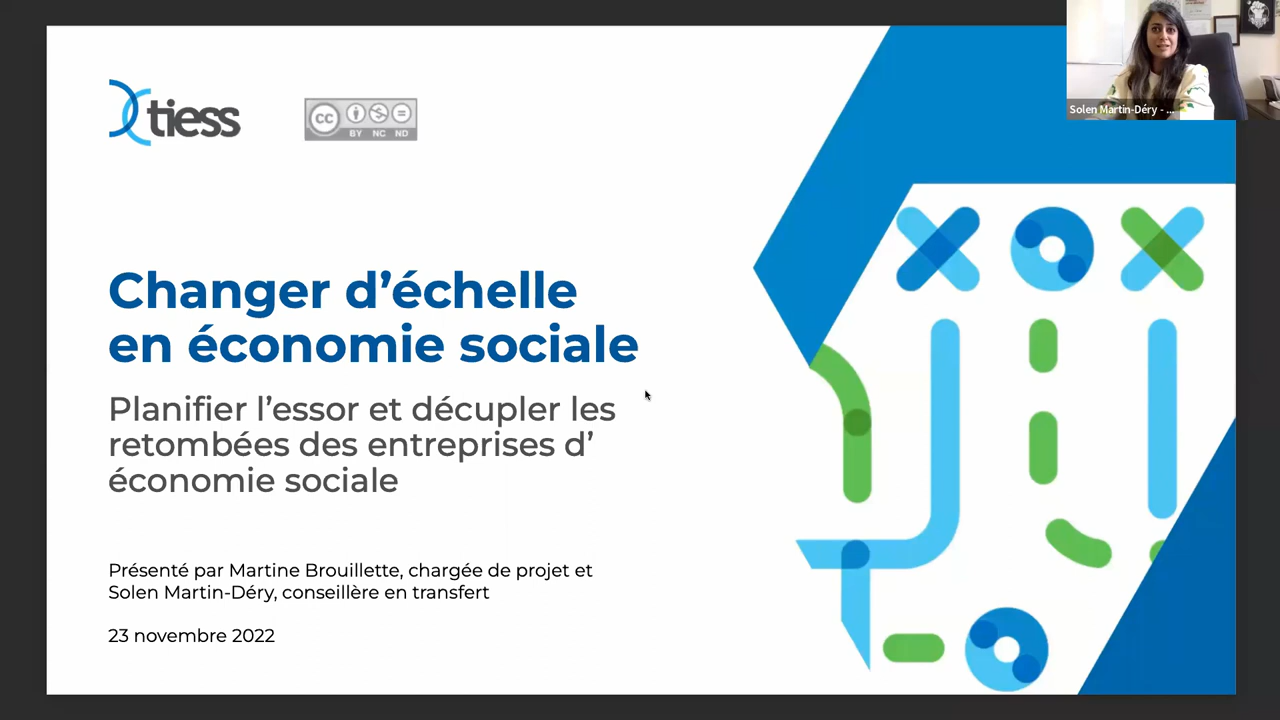 tiess
cc
BY NC ND
Solen Martin-Déry - ...
Changer d’échelle
en économie sociale
Planifier l’essor et décupler les
retombées des entreprises d’
économie sociale
Présenté par Martine Brouillette, chargée de projet et
Solen Martin-Déry, conseillère en transfert
23 novembre 2022